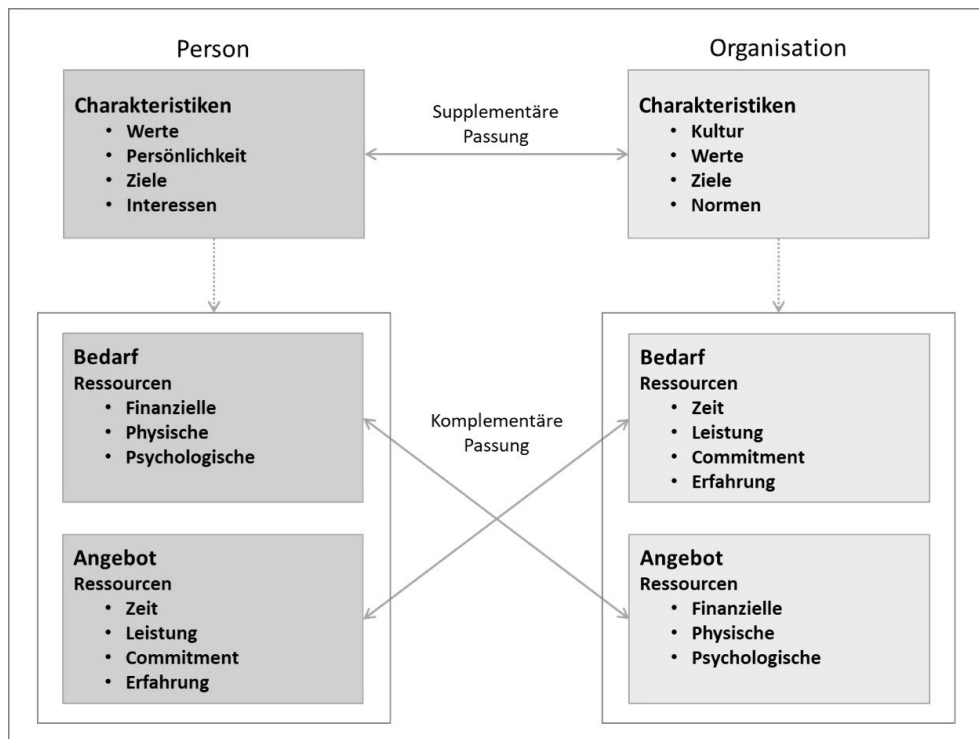 Person
Organisation
Charakteristiken
• Werte
• Persönlichkeit
• Ziele
• Interessen
Supplementäre
Passung
Charakteristiken
• Kultur
• Werte
• Ziele
• Normen
Bedarf
Ressourcen
• Finanzielle
• Physische
• Psychologische
Komplementäre
Passung
Bedarf
Ressourcen
• Zeit
• Leistung
• Commitment
• Erfahrung
Angebot
Ressourcen
• Zeit
• Leistung
• Commitment
• Erfahrung
Angebot
Ressourcen
• Finanzielle
• Physische
• Psychologische